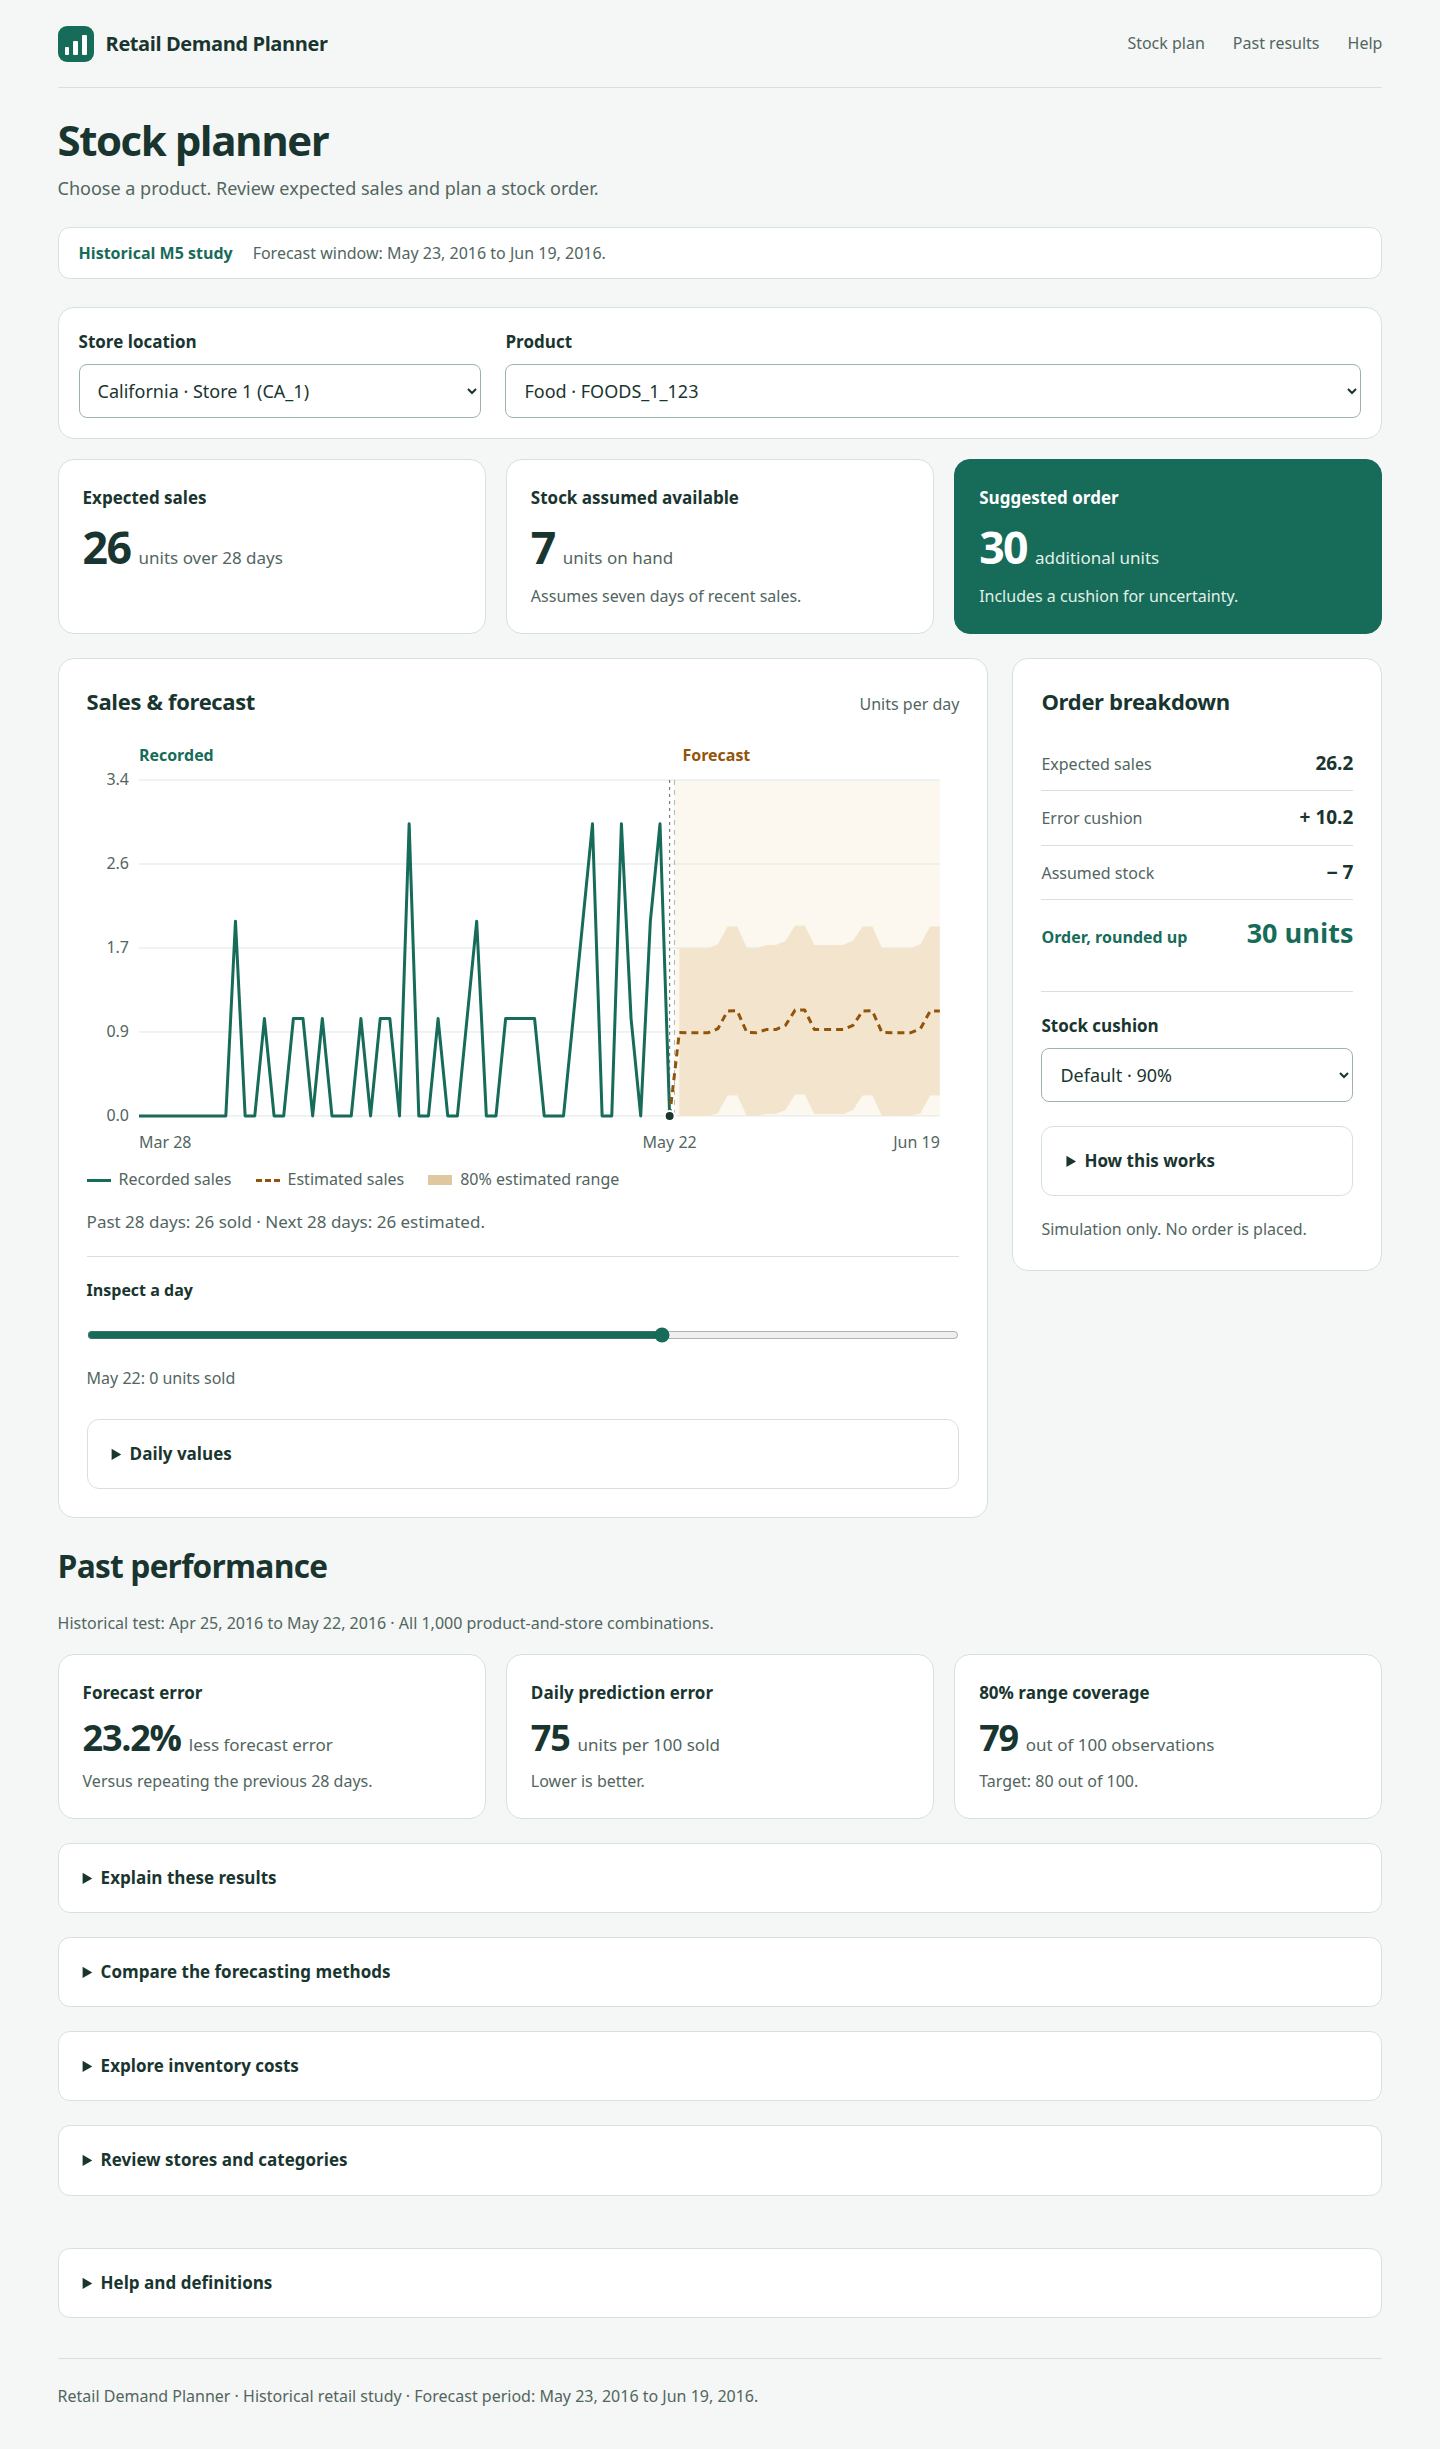 Retail Demand Planner
Stock plan
Past results
Help
Stock planner
Choose a product. Review expected sales and plan a stock order.
Historical M5 study
Forecast window: May 23, 2016 to Jun 19, 2016.
Store location
Product
California · Store 1 (CA_1)
Food · FOODS_1_123
Expected sales
26 units over 28 days
Stock assumed available
7 units on hand
Assumes seven days of recent sales.
Suggested order
30 additional units
Includes a cushion for uncertainty.
Sales & forecast
Units per day
Recorded
Forecast
3.4
2.6
1.7
0.9
0.0
Mar 28
May 22
Jun 19
Recorded sales
Estimated sales
80% estimated range
Past 28 days: 26 sold · Next 28 days: 26 estimated.
Inspect a day
May 22: 0 units sold
Daily values
Order breakdown
Expected sales 26.2
Error cushion + 10.2
Assumed stock − 7
Order, rounded up 30 units
Stock cushion
Default · 90%
How this works
Simulation only. No order is placed.
Past performance
Historical test: Apr 25, 2016 to May 22, 2016 · All 1,000 product-and-store combinations.
Forecast error
23.2% less forecast error
Versus repeating the previous 28 days.
Daily prediction error
75 units per 100 sold
Lower is better.
80% range coverage
79 out of 100 observations
Target: 80 out of 100.
Explain these results
Compare the forecasting methods
Explore inventory costs
Review stores and categories
Help and definitions
Retail Demand Planner · Historical retail study · Forecast period: May 23, 2016 to Jun 19, 2016.